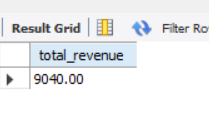 Result Grid Filter Ro
total_revenue
9040.00